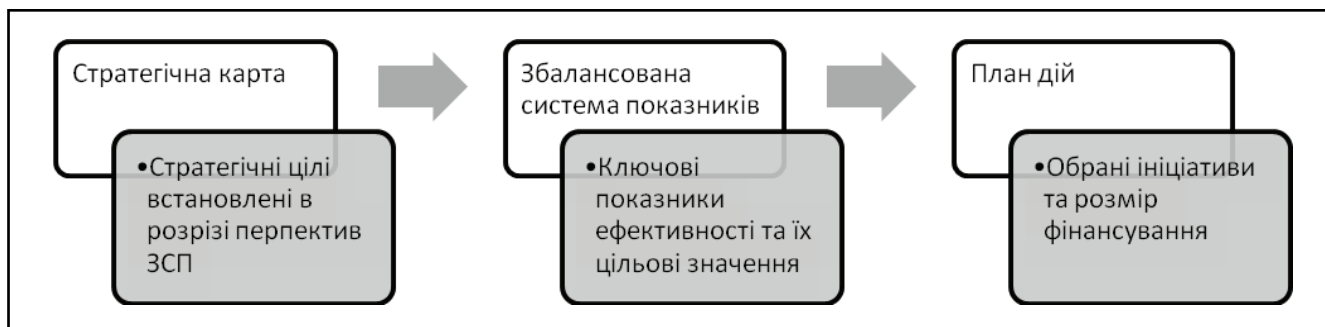 Стратегічна карта
•Стратегічні цілі
встановлені в
розрізі перпектив
ЗСП
Збалансована
система показників
•Ключові
показники
ефективності та їх
цільові значення
План дій
•Обрані ініціативи
та розмір
фінансування